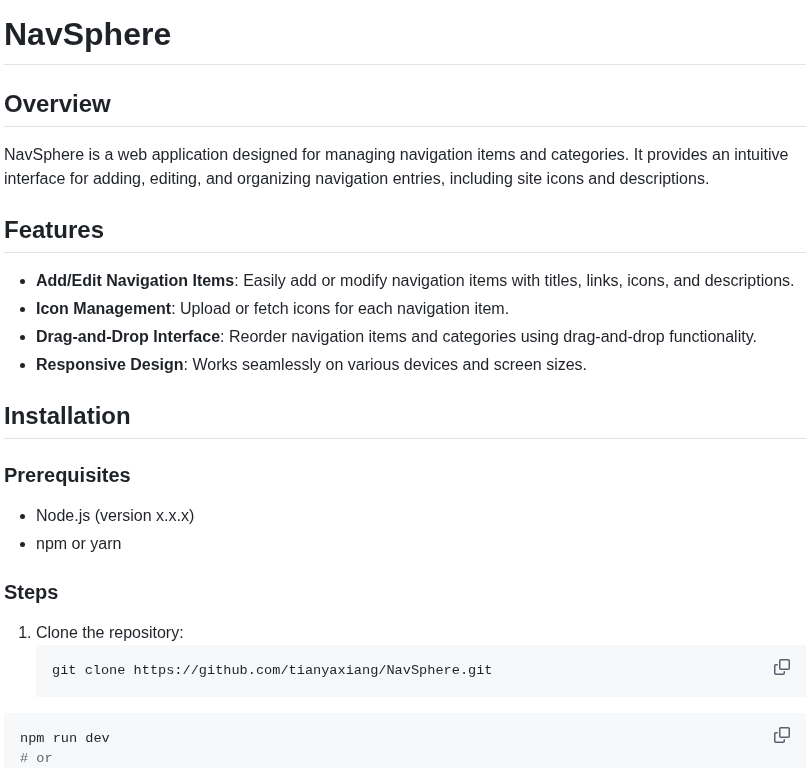 NavSphere
Overview
NavSphere is a web application designed for managing navigation items and categories. It provides an intuitive
interface for adding, editing, and organizing navigation entries, including site icons and descriptions.
Features
• Add/Edit Navigation Items: Easily add or modify navigation items with titles, links, icons, and descriptions.
• Icon Management: Upload or fetch icons for each navigation item.
• Drag-and-Drop Interface: Reorder navigation items and categories using drag-and-drop functionality.
• Responsive Design: Works seamlessly on various devices and screen sizes.
Installation
Prerequisites
• Node.js (version x.x.x)
• npm or yarn
Steps
1. Clone the repository:
git clone https://github.com/tianyaxiang/NavSphere.git
npm run dev
# or